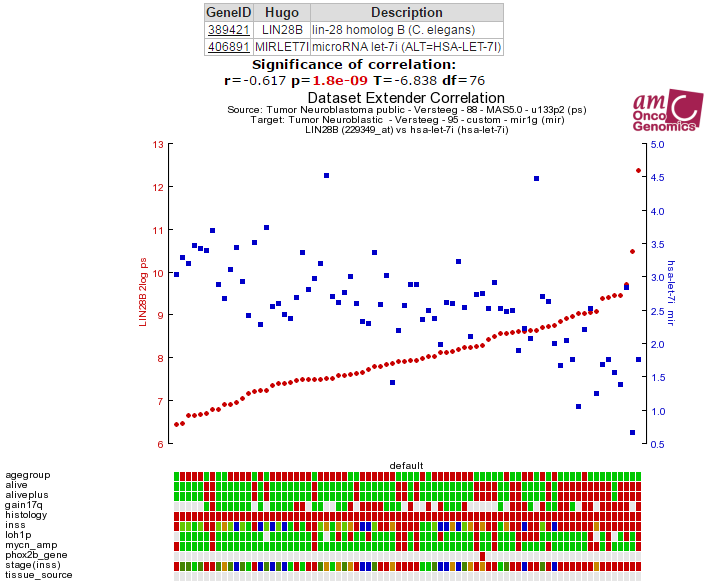 GeneID Hugo Description
389421 LIN28B lin-28 homolog B (C. elegans)
406891 MIRLET7I microRNA let-7i (ALT=HSA-LET-7I)
Significance of correlation:
r=-0.617 p=1.8e-09 T=-6.838 df=76
Dataset Extender Correlation
Source: Tumor Neuroblastoma public - Versteeg - 88 - MAS5.0 - u133p2 (ps)
Target: Tumor Neuroblastic - Versteeg - 95 - custom - mir1g (mir)
LIN28B (229349_at) vs hsa-let-7i (hsa-let-7i)
amc
Onco
Genomics
13
12
11
10
9
8
7
6
LIN28B 2log ps
5.0
4.5
4.0
3.5
3.0
2.5
2.0
1.5
1.0
0.5
hsa-let-7i mir
default
agegroup
alive
aliveplus
gain17q
histology
inss
loh1p
mycn_amp
phox2b_gene
stage(inss)
tissue_source